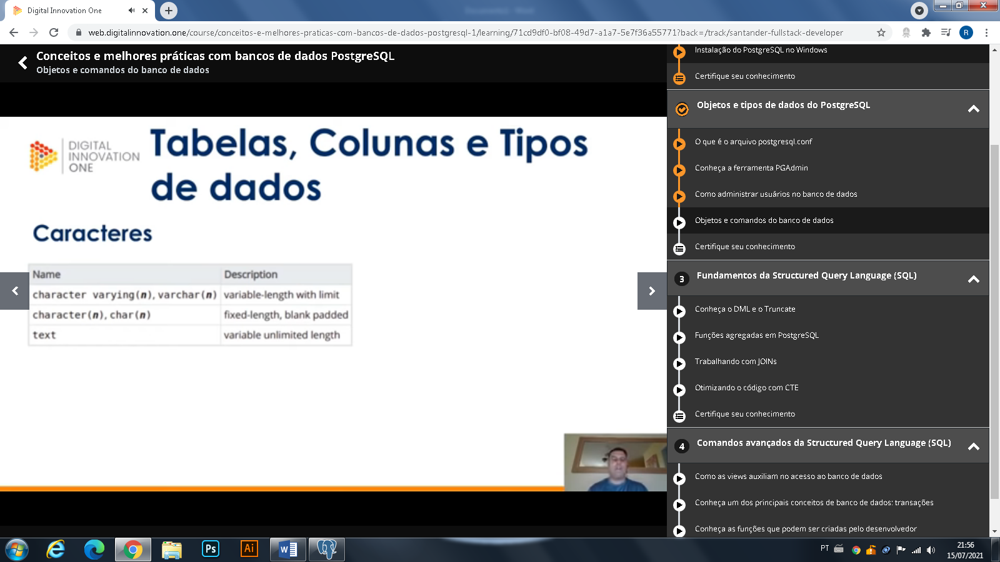 Digital Innovation One
web.digitalinnovation.one/course/conceitos-e-melhores-praticas-com-bancos-de-dados-postgresql-1/learning/71cd9df0-bf08-49d7-a1a7-5e7f36a55771?back=/track/santander-fullstack-developer
R
Conceitos e melhores práticas com bancos de dados PostgreSQL
Objetos e comandos do banco de dados
DIGITAL
INNOVATION
ONE
Tabelas, Colunas e Tipos
de dados
Caracteres
Name Description
character varying(n), varchar(n) variable-length with limit
character(n), char(n) fixed-length, blank padded
text variable unlimited length
Instalação do PostgreSQL no Windows
Certifique seu conhecimento
Objetos e tipos de dados do PostgreSQL
O que é o arquivo postgresql.conf
Conheça a ferramenta PGAdmin
Como administrar usuários no banco de dados
Objetos e comandos do banco de dados
Certifique seu conhecimento
3 Fundamentos da Structured Query Language (SQL)
Conheça o DML e o Truncate
Funções agregadas em PostgreSQL
Trabalhando com JOINs
Otimizando o código com CTE
Certifique seu conhecimento
4 Comandos avançados da Structured Query Language (SQL)
Como as views auxiliam no acesso ao banco de dados
Conheça um dos principais conceitos de banco de dados: transações
Conheça as funções que podem ser criadas pelo desenvolvedor
Ps
Ai
W
PT
21:56
15/07/2021